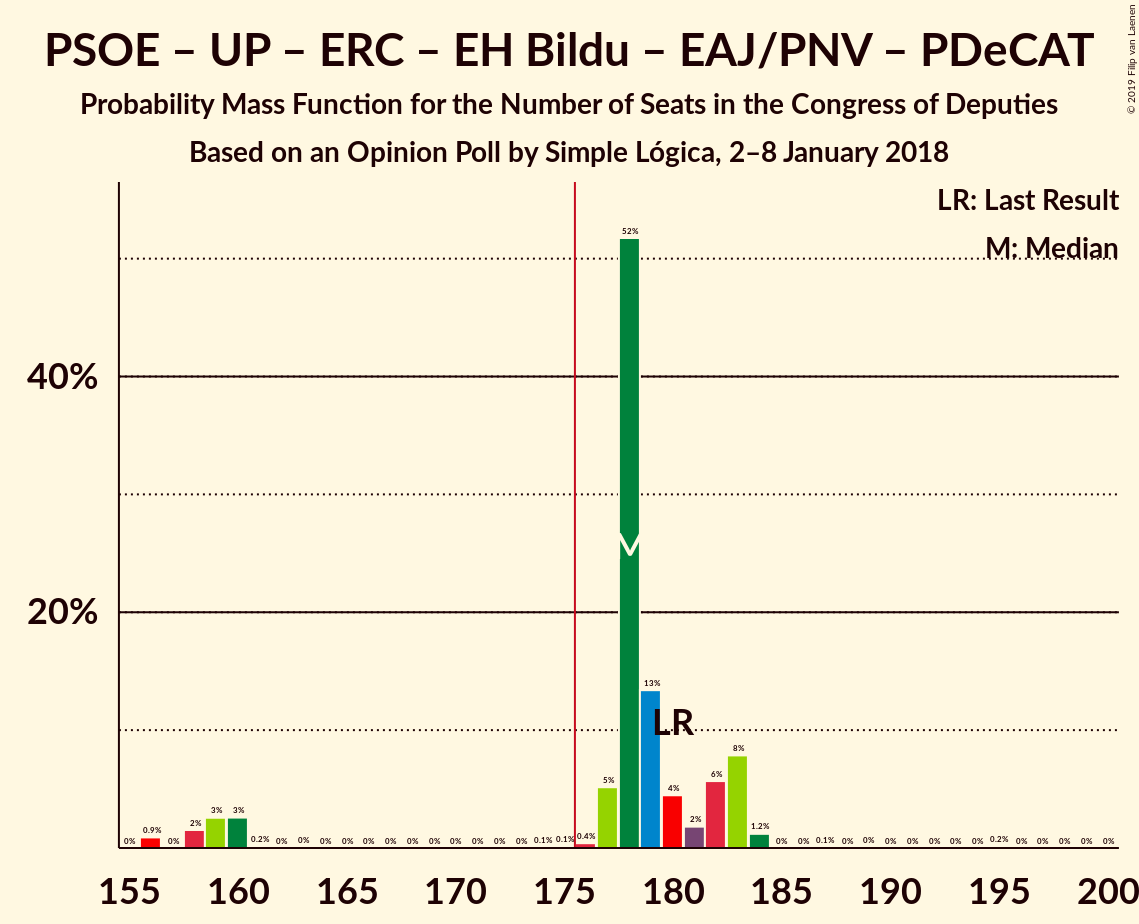 PSOE – UP – ERC – EH Bildu – EAJ/PNV – PDeCAT
Probability Mass Function for the Number of Seats in the Congress of Deputies
Based on an Opinion Poll by Simple Lógica, 2–8 January 2018
© 2019 Filip van Laenen
LR: Last Result
M: Median
52%
40%
20%
13%
LR
8%
6%
5%
4%
3% 3%
2%
2%
1.2%
0% 0.9% 0% 0.2% 0% 0% 0% 0% 0% 0% 0% 0% 0% 0% 0% 0% 0.1% 0.1% 0.4% 0% 0% 0.1% 0% 0% 0% 0% 0% 0% 0% 0.2% 0% 0% 0% 0% 0%
155 160 165 170 175 180 185 190 195 200